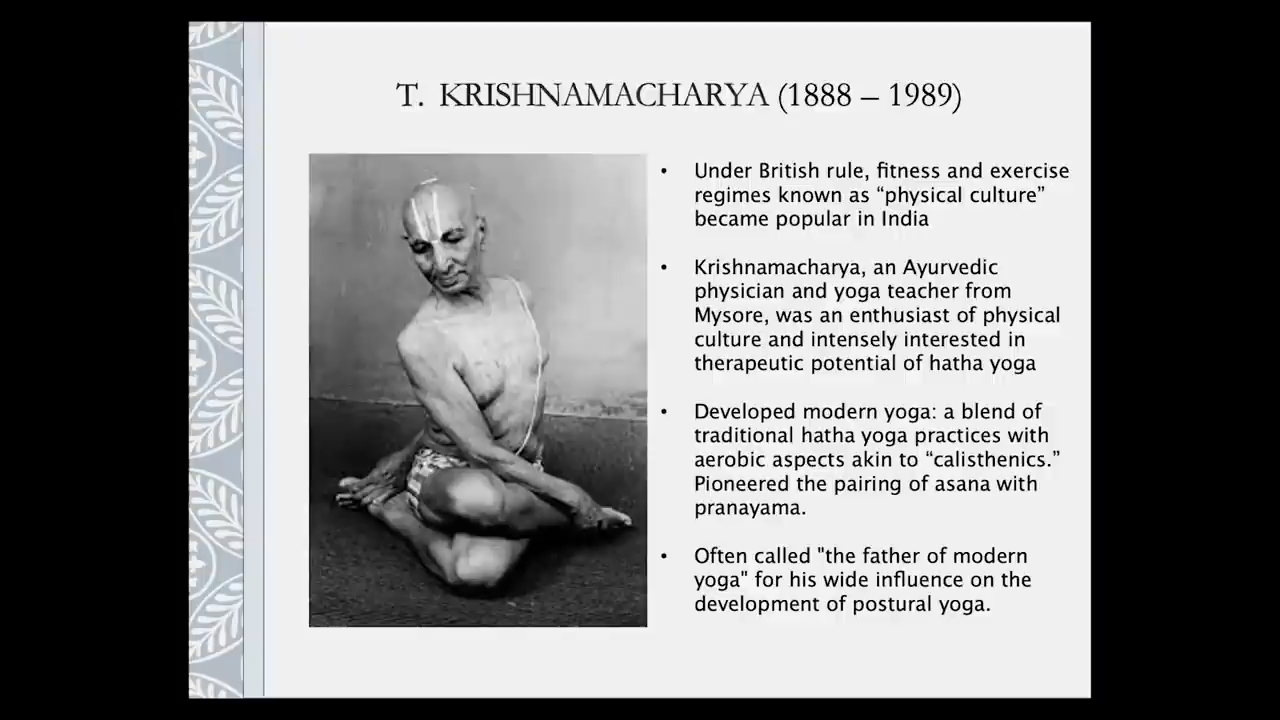 T. KRISHNAMACHARYA (1888 – 1989)
• Under British rule, fitness and exercise
regimes known as “physical culture”
became popular in India
• Krishnamacharya, an Ayurvedic
physician and yoga teacher from
Mysore, was an enthusiast of physical
culture and intensely interested in
therapeutic potential of hatha yoga
• Developed modern yoga: a blend of
traditional hatha yoga practices with
aerobic aspects akin to “calisthenics.”
Pioneered the pairing of asana with
pranayama.
• Often called "the father of modern
yoga" for his wide influence on the
development of postural yoga.